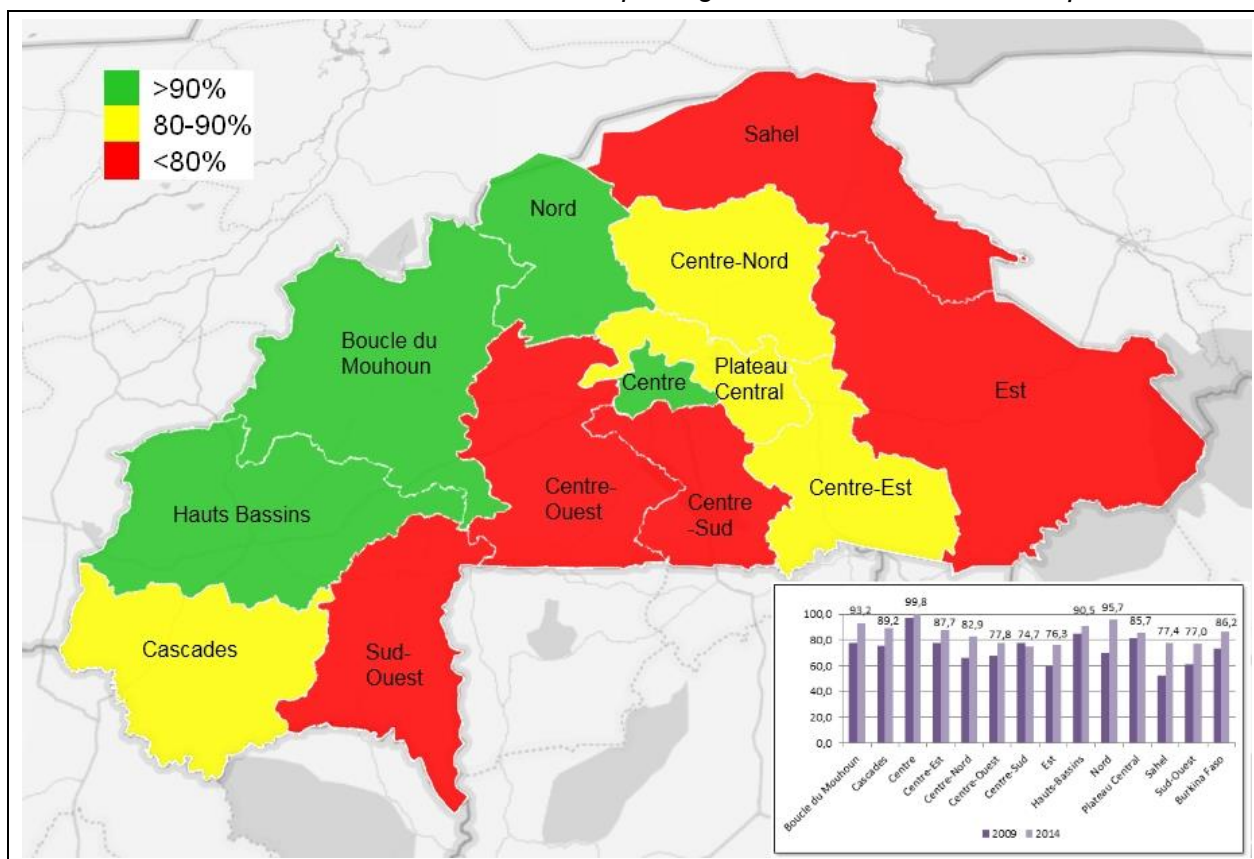 >90%
80-90%
<80%
Sahel
Nord
Centre-Nord
Boucle du
Mouhoun
Centre
Plateau
Central
Est
Hauts Bassins
Centre-
Ouest
Centre
-Sud
Centre-Est
Cascades
Sud-
Ouest
100,0
80,0
60,0
40,0
20,0
0,0
93,2
89,2
99,8
87,7
82,9
77,8
74,7
76,3
90,5
95,7
85,7
77,4
77,0
86,2
Boucle du Mouhoun
Cascades
Centre
Centre-Est
Centre-Nord
Centre-Ouest
Centre-Sud
Est
Hauts-Bassins
Nord
Plateau Central
Sahel
Sud-Ouest
Burkina Faso
2009
2014